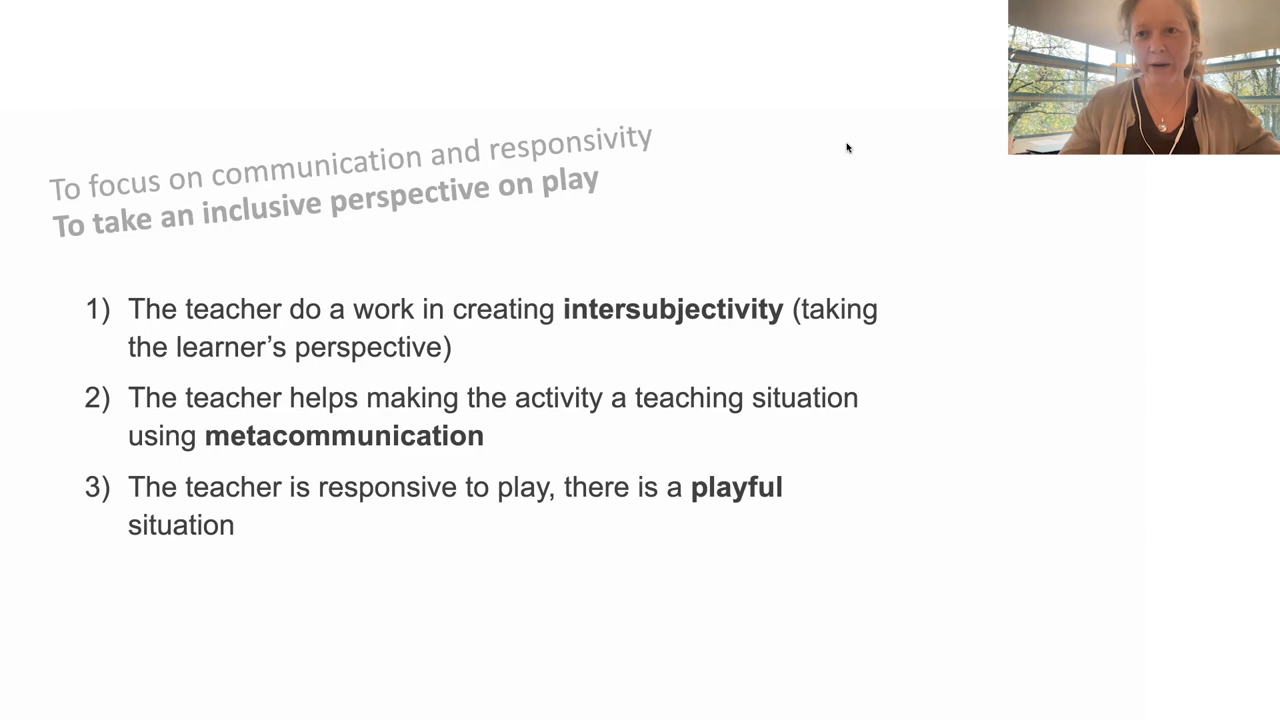 To focus on communication and responsivity
To take an inclusive perspective on play
1) The teacher do a work in creating intersubjectivity (taking
the learner’s perspective)
2) The teacher helps making the activity a teaching situation
using metacommunication
3) The teacher is responsive to play, there is a playful
situation